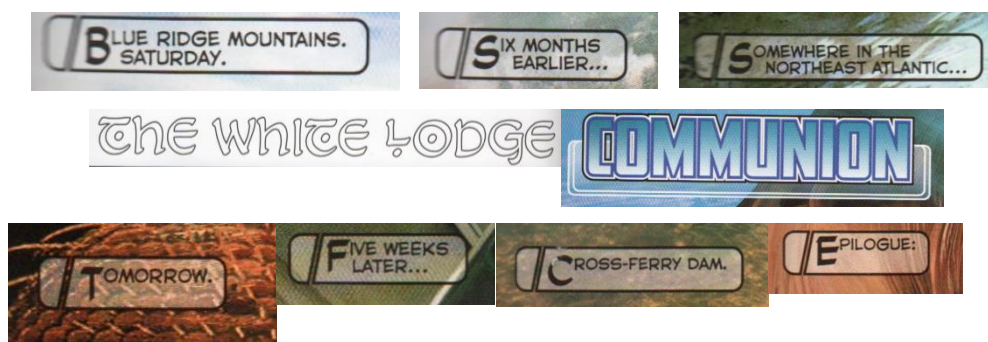 BLUE RIDGE MOUNTAINS.
SATURDAY.
SIX MONTHS
EARLIER...
SOMEWHERE IN THE
NORTHEAST ATLANTIC...
THE WHITE LODGE
COMMUNION
TOMORROW.
FIVE WEEKS
LATER...
CROSS-FERRY DAM.
EPILOGUE: